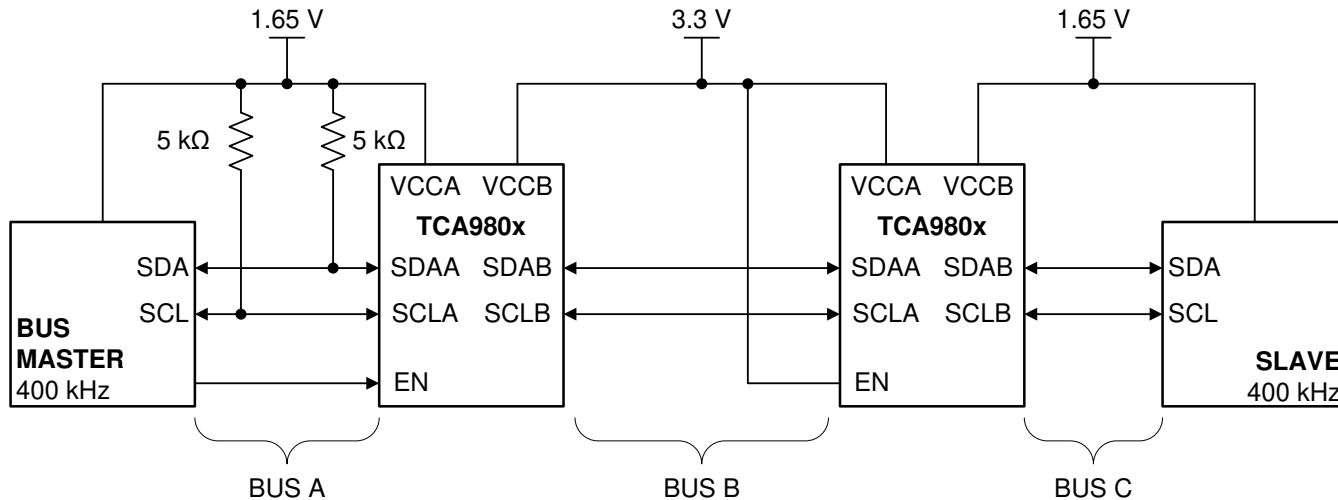 1.65 V 3.3 V 1.65 V
5 kΩ 5 kΩ
VCCA VCCB VCCA VCCB
TCA980x TCA980x
SDA SDAA SDAB SDAA SDAB SDA
SCL SCLA SCLB SCLA SCLB SCL
BUS
MASTER SLAVE
400 kHz EN EN 400 kHz
BUS A BUS B BUS C